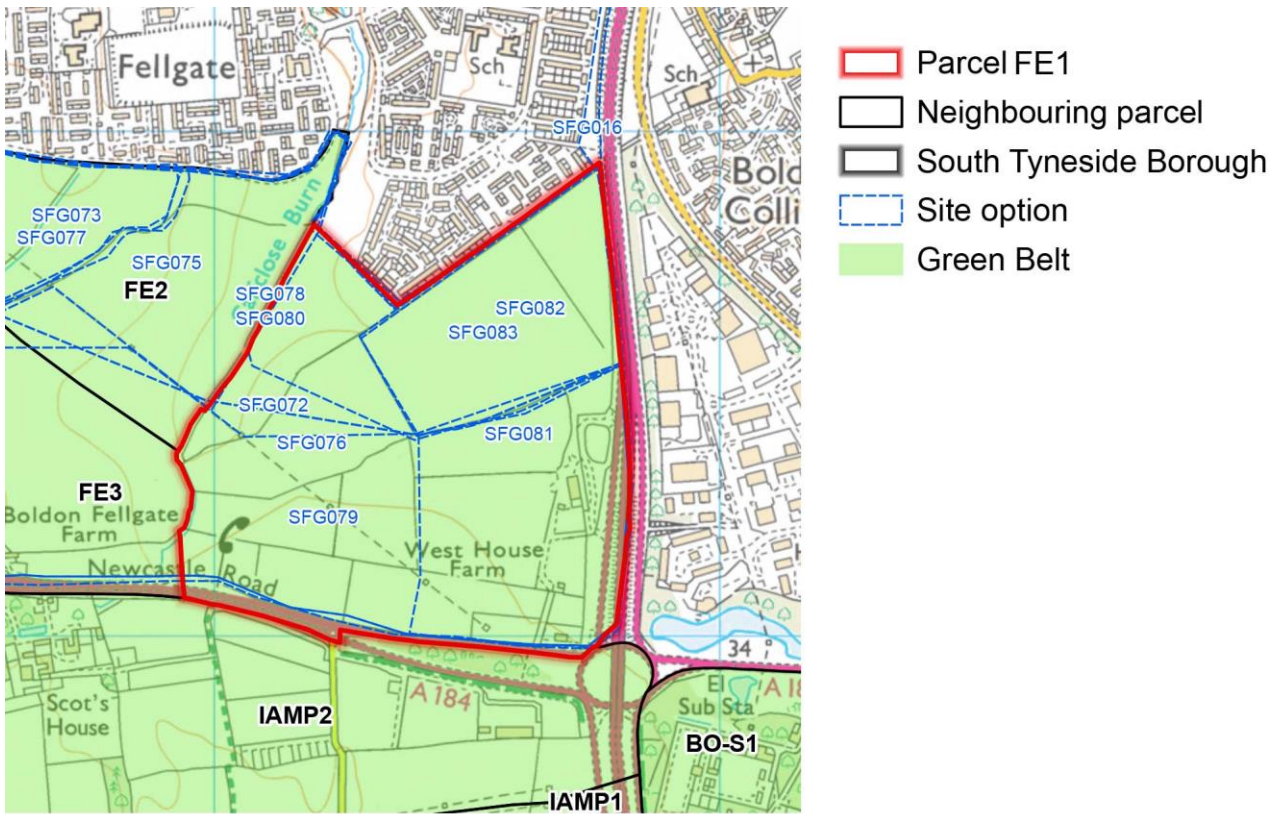 Fellgate
Sch
Sch
SFG016
Bold
Colli
Burn
SFG073
SFG077
SFG075
FE2
SFG078
SFG080
SFG082
SFG083
SFG072
SFG076
SFG081
FE3
Boldon Fellgate
Farm
SFG079
West House
Farm
Newcastle Road
34
A 184
A 18
El
Sub Sta
Scot's
House
IAMP2
BO-S1
IAMP1
Parcel FE1
Neighbouring parcel
South Tyneside Borough
Site option
Green Belt